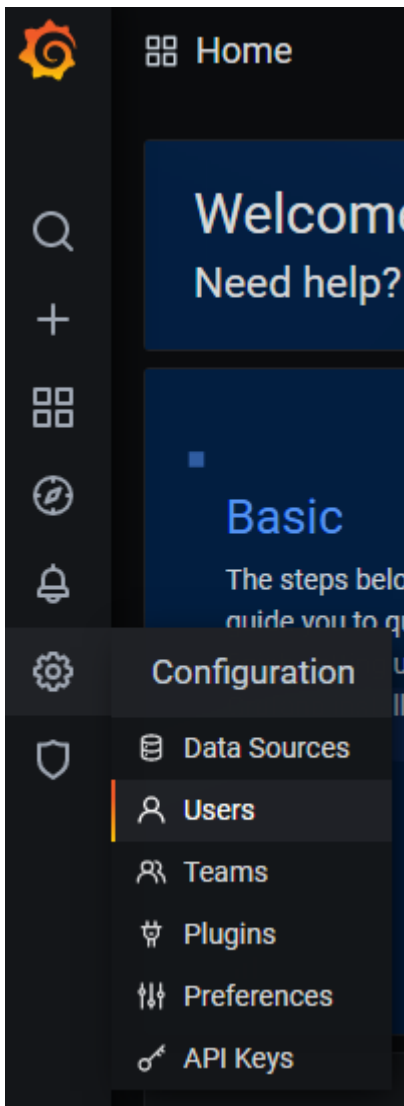 Home
Welcome
Need help?
Basic
The steps belo
guide you to qu
Configuration
Data Sources
Users
Teams
Plugins
Preferences
API Keys